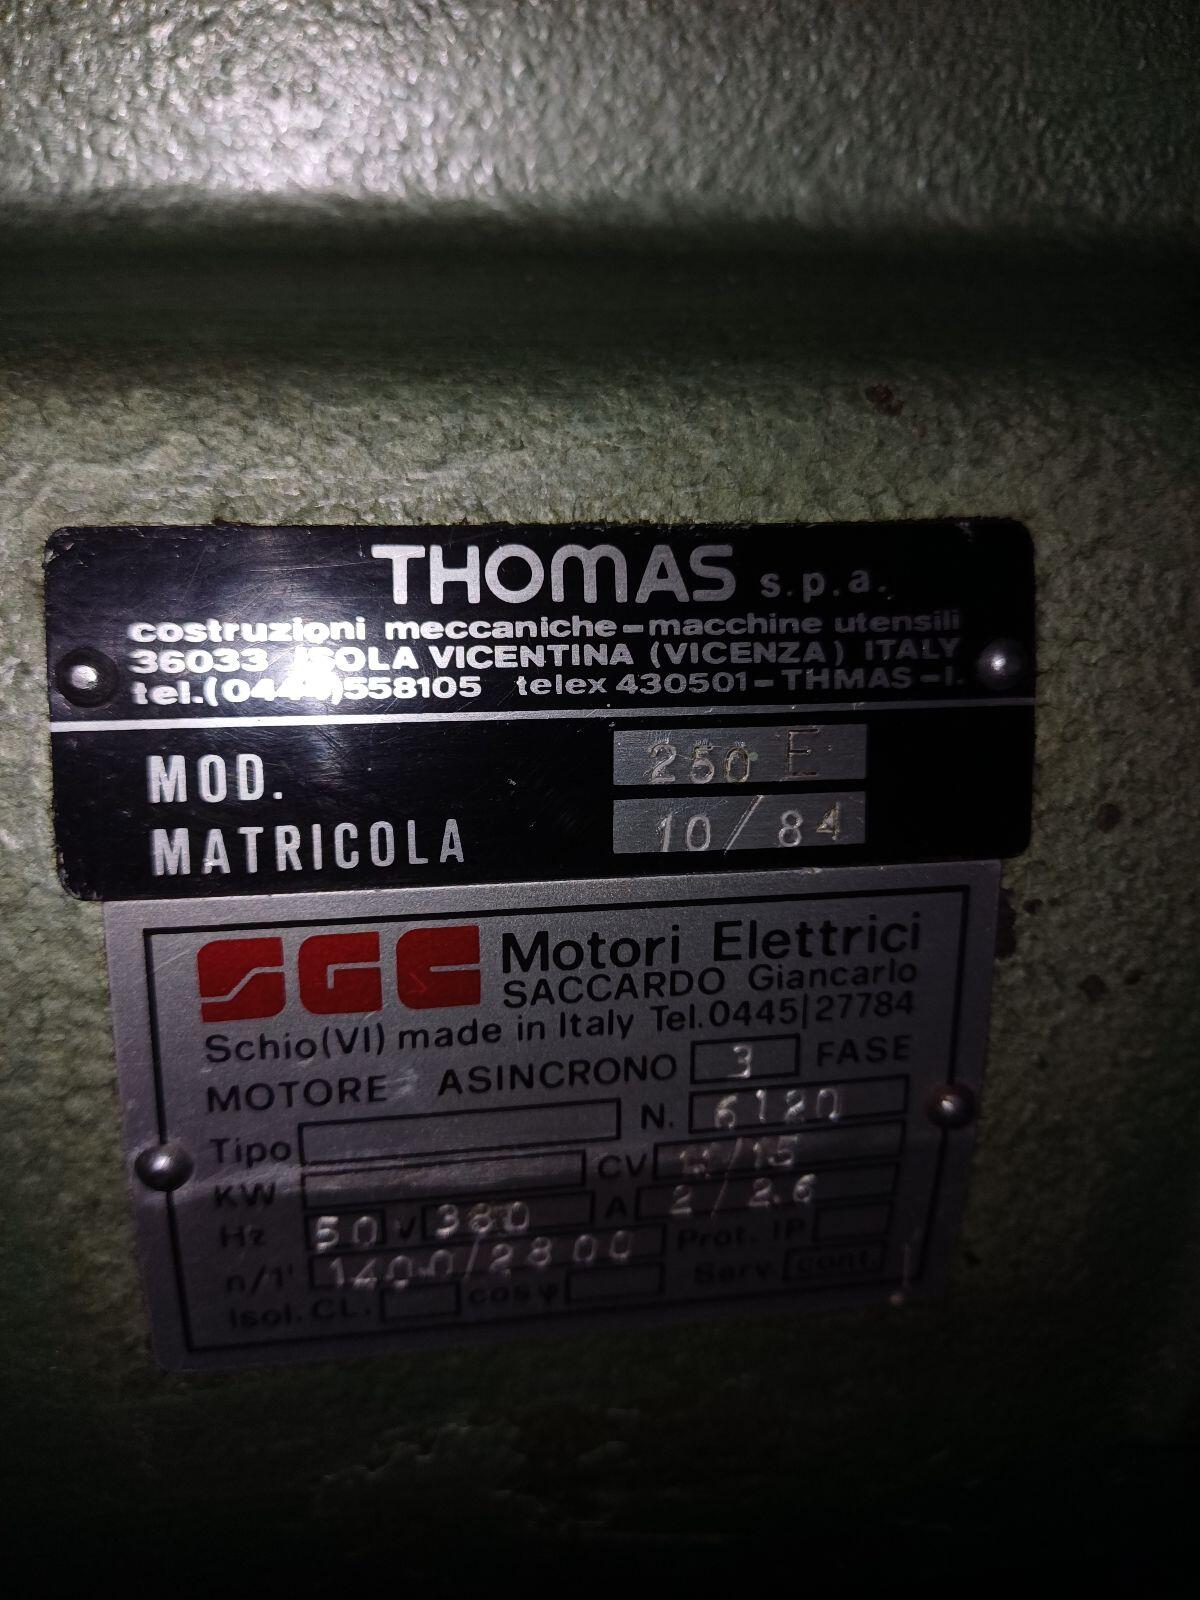 THOMAS s.p.a.
costruzioni meccaniche-macchine utensili
36033 ISOLA VICENTINA (VICENZA) ITALY
tel.(0444)558105 telex 430501-THMAS-I.
MOD. 250 E
MATRICOLA 10/84
SGC Motori Elettrici
SACCARDO Giancarlo
Schio(VI) made in Italy Tel.0445|27784
MOTORE ASINCRONO 3 FASE
Tipo N. 6120
KW CV
Hz 50 V 380 A 2/2.6
n/1' 1400/2800 Prot. IP
Isol. CL. cos φ Serv. cont.